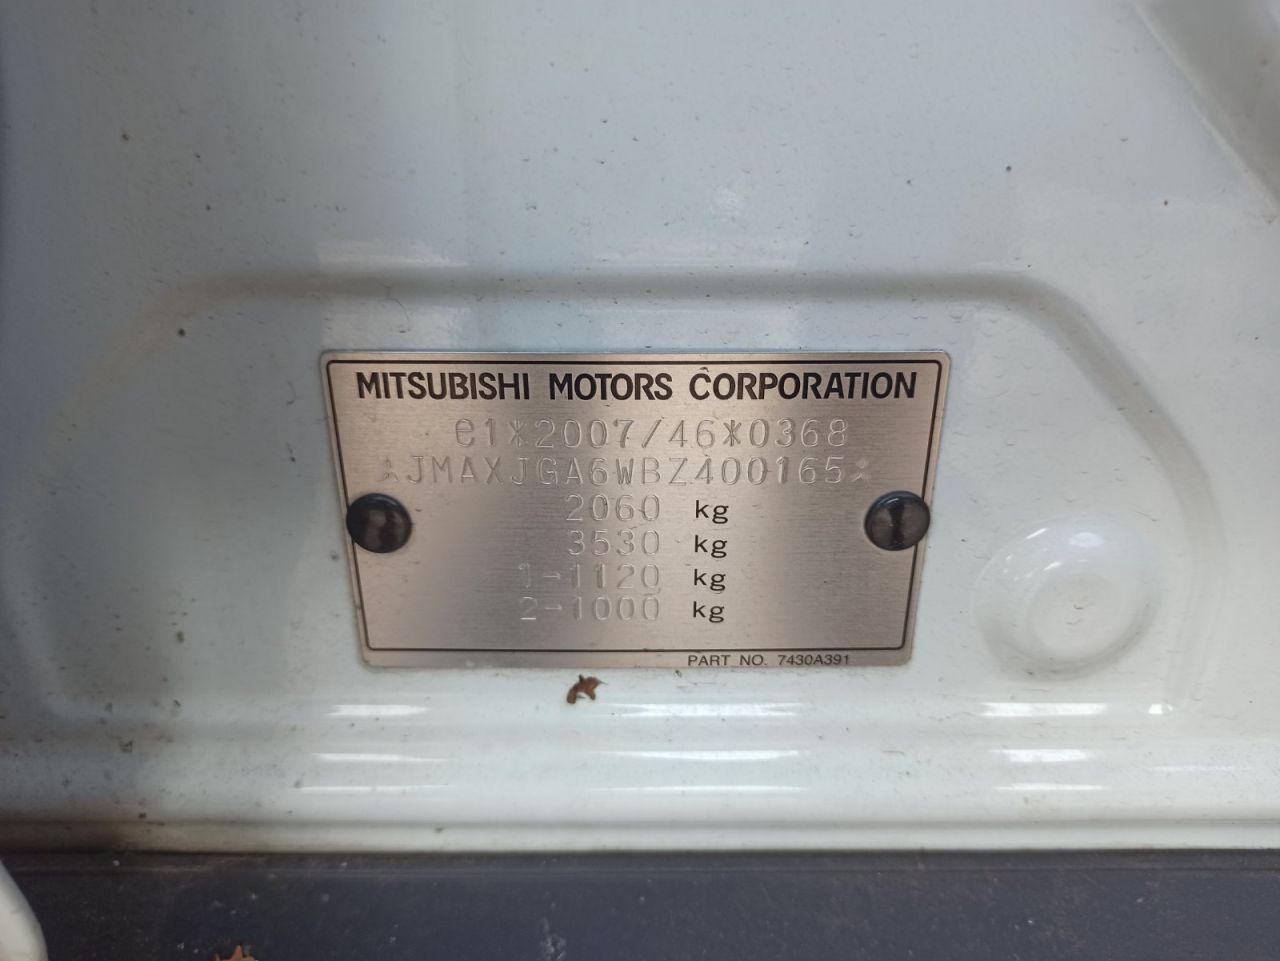 MITSUBISHI MOTORS CORPORATION
e1*2007/46*0368
*JMAXJGA6WBZ400165*
2060 kg
3530 kg
1-1120 kg
2-1000 kg
PART NO. 7430A391